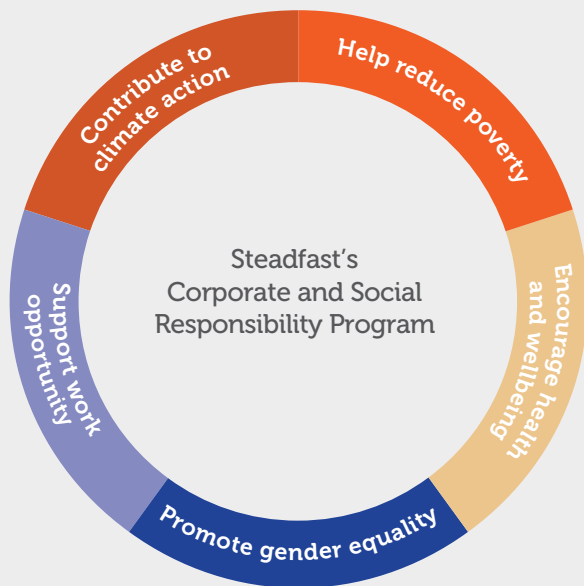 Steadfast's
Corporate and Social
Responsibility Program
Help reduce poverty
Encourage health
and wellbeing
Promote gender equality
Support work
opportunity
Contribute to
climate action